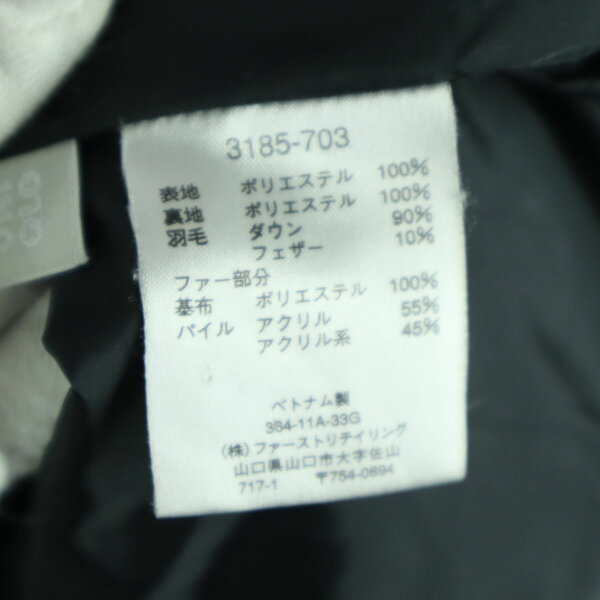 3185-703
表地 ポリエステル 100%
裏地 ポリエステル 100%
羽毛 ダウン 90%
フェザー 10%
ファー部分
基布 ポリエステル 100%
パイル アクリル 55%
アクリル系 45%
ベトナム製
364-11A-33G
(株)ファーストリテイリング
山口県山口市大字佐山
717-1 〒754-0894